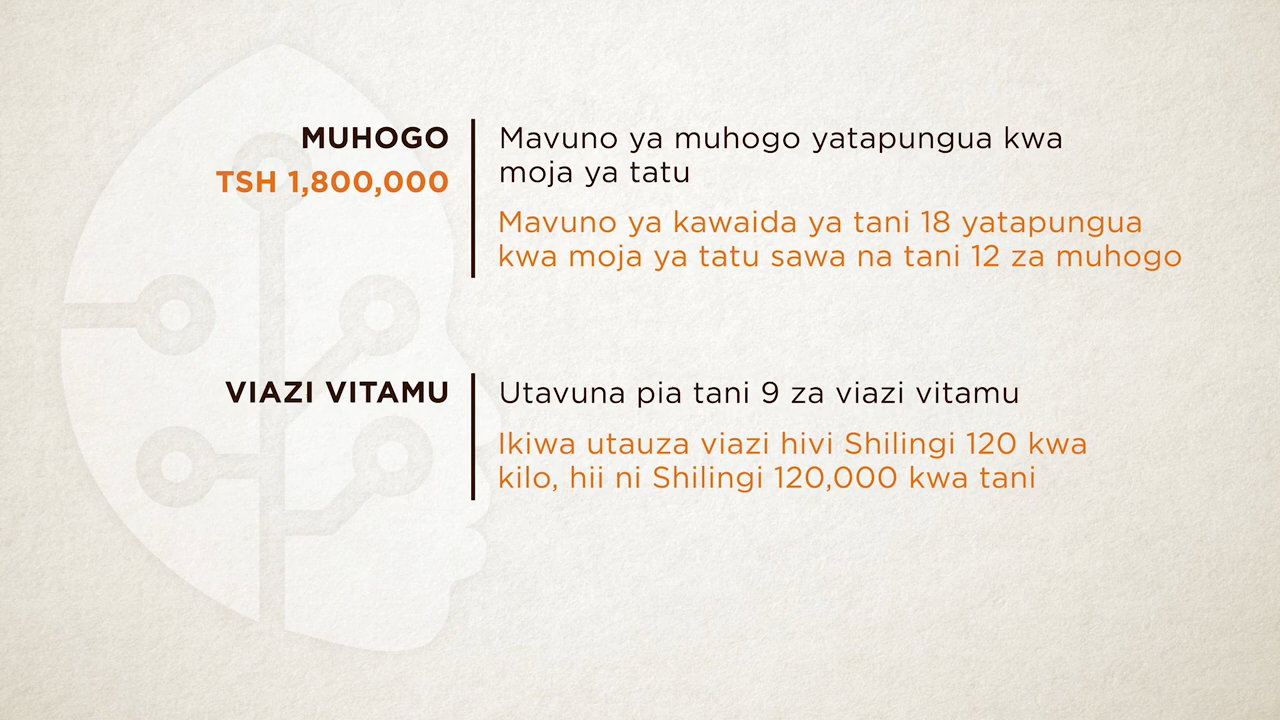 MUHOGO
TSH 1,800,000
Mavuno ya muhogo yatapungua kwa
moja ya tatu
Mavuno ya kawaida ya tani 18 yatapungua
kwa moja ya tatu sawa na tani 12 za muhogo
VIAZI VITAMU
Utavuna pia tani 9 za viazi vitamu
Ikiwa utauza viazi hivi Shilingi 120 kwa
kilo, hii ni Shilingi 120,000 kwa tani